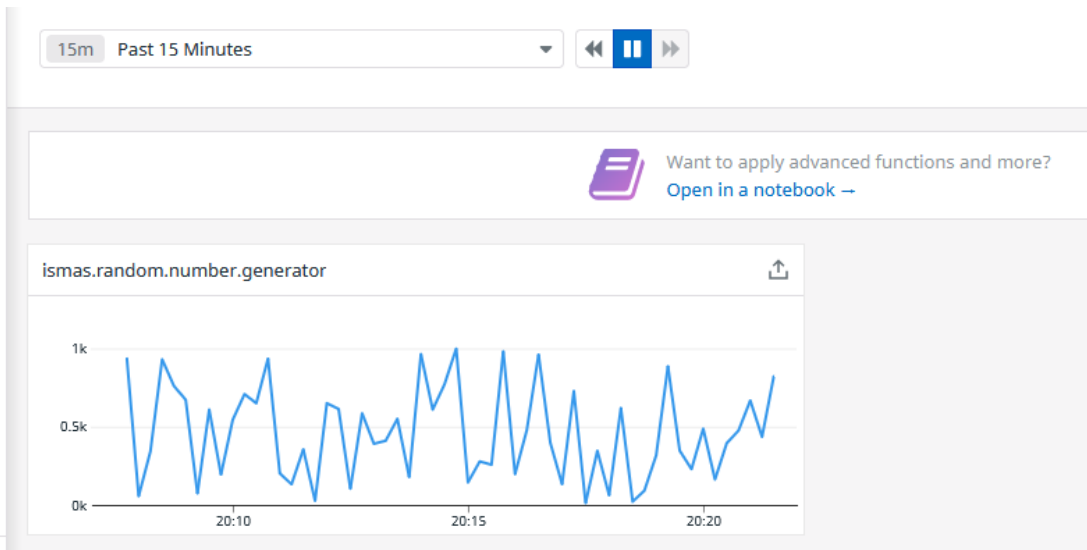 15m Past 15 Minutes
Want to apply advanced functions and more?
Open in a notebook →
ismas.random.number.generator
1k
0.5k
0k
20:10 20:15 20:20